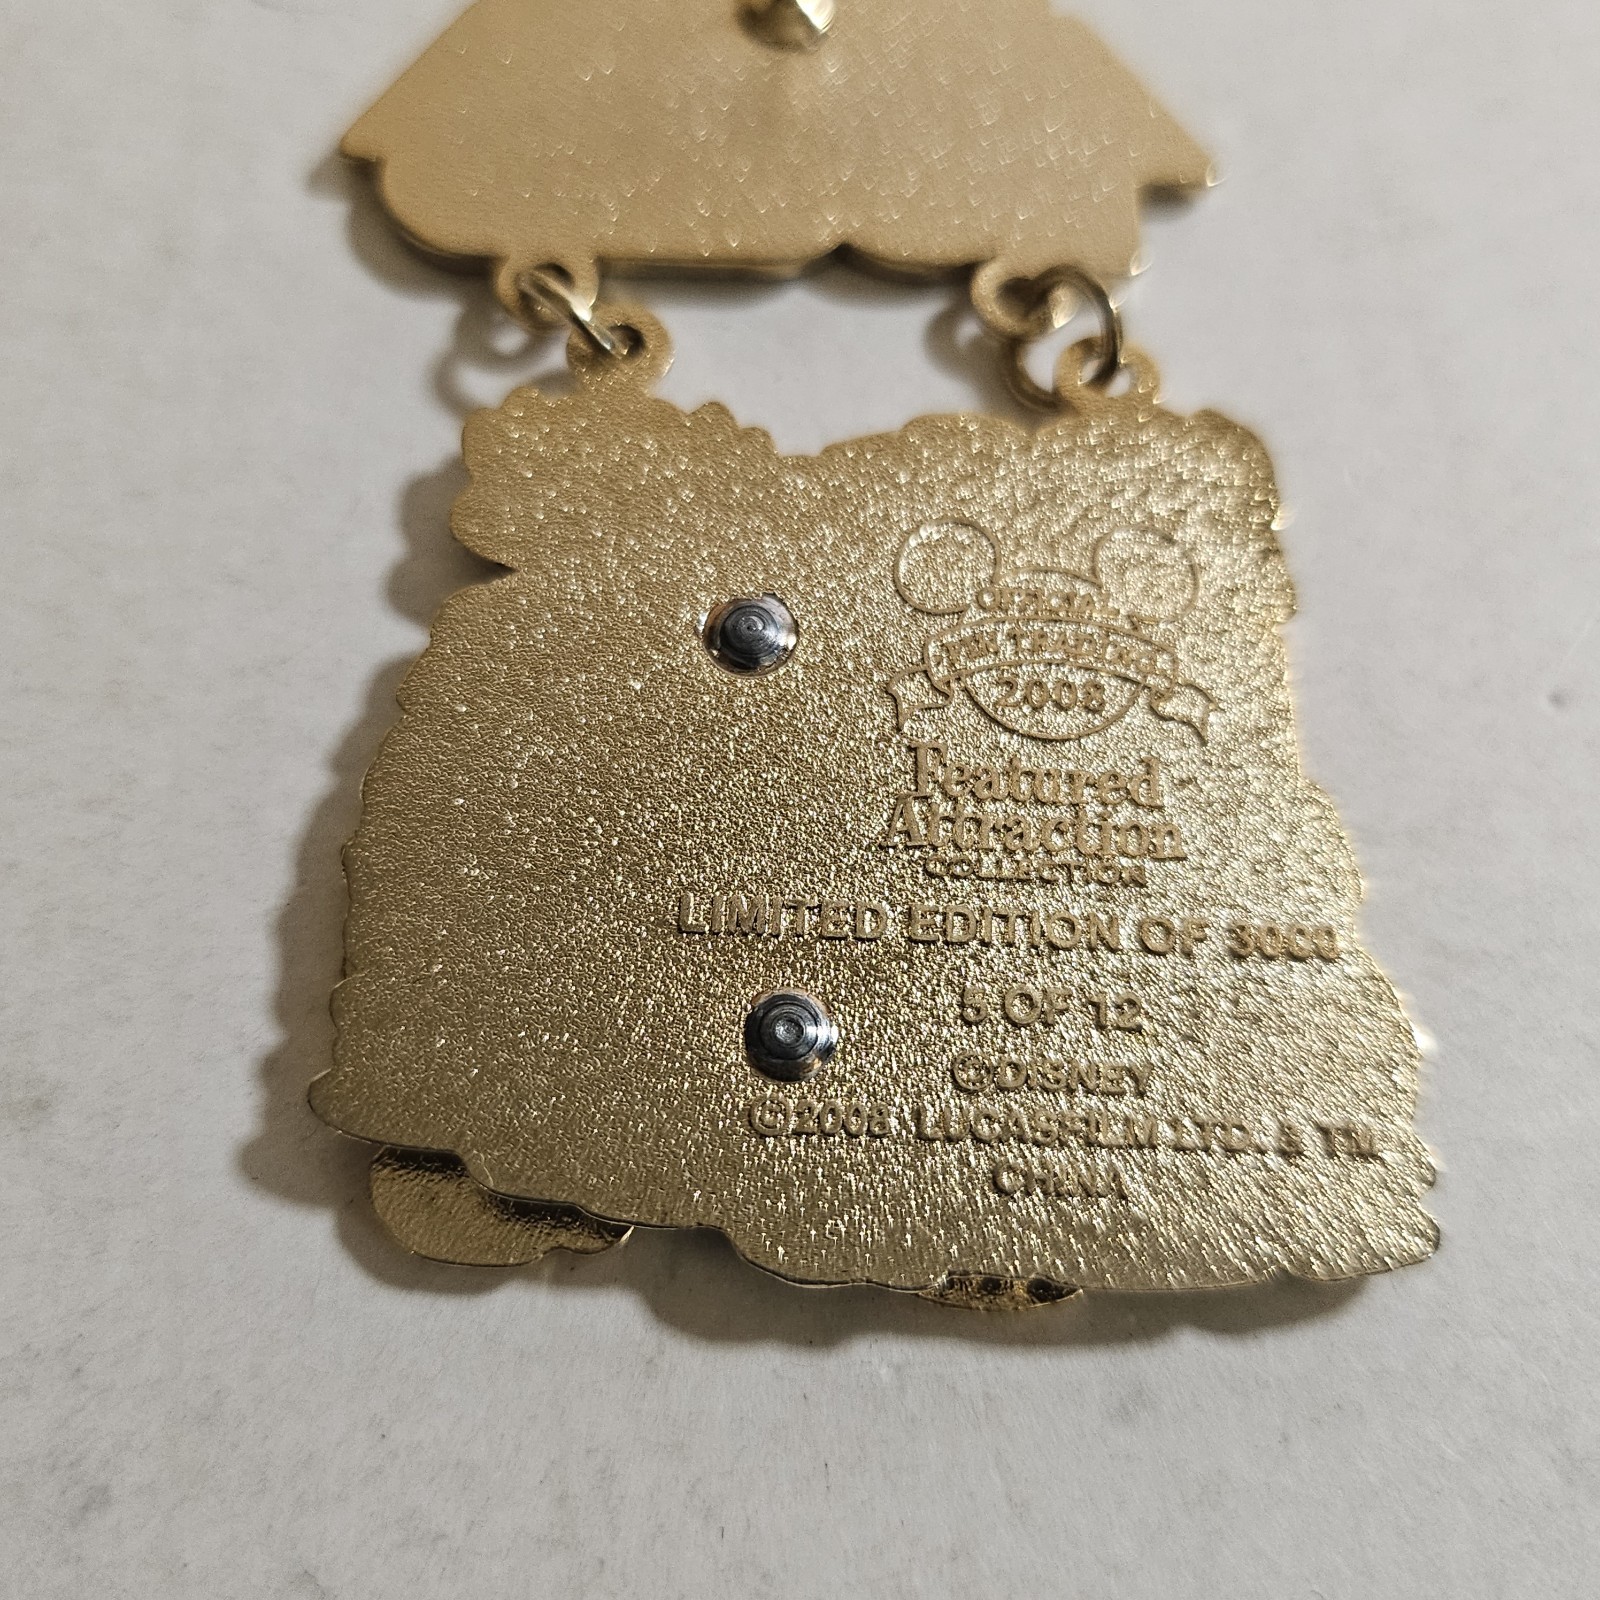 OFFICIAL
PIN TRADING
2008
Featured
Attraction
COLLECTION
LIMITED EDITION OF 3000
5 OF 12
©DISNEY
©2008 LUCASFILM LTD. & TM
CHINA